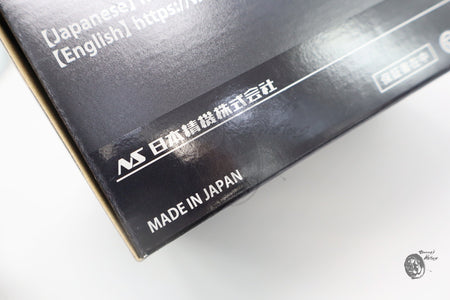 【Japanese】
【English】https://
NS 日本精機株式会社
MADE IN JAPAN